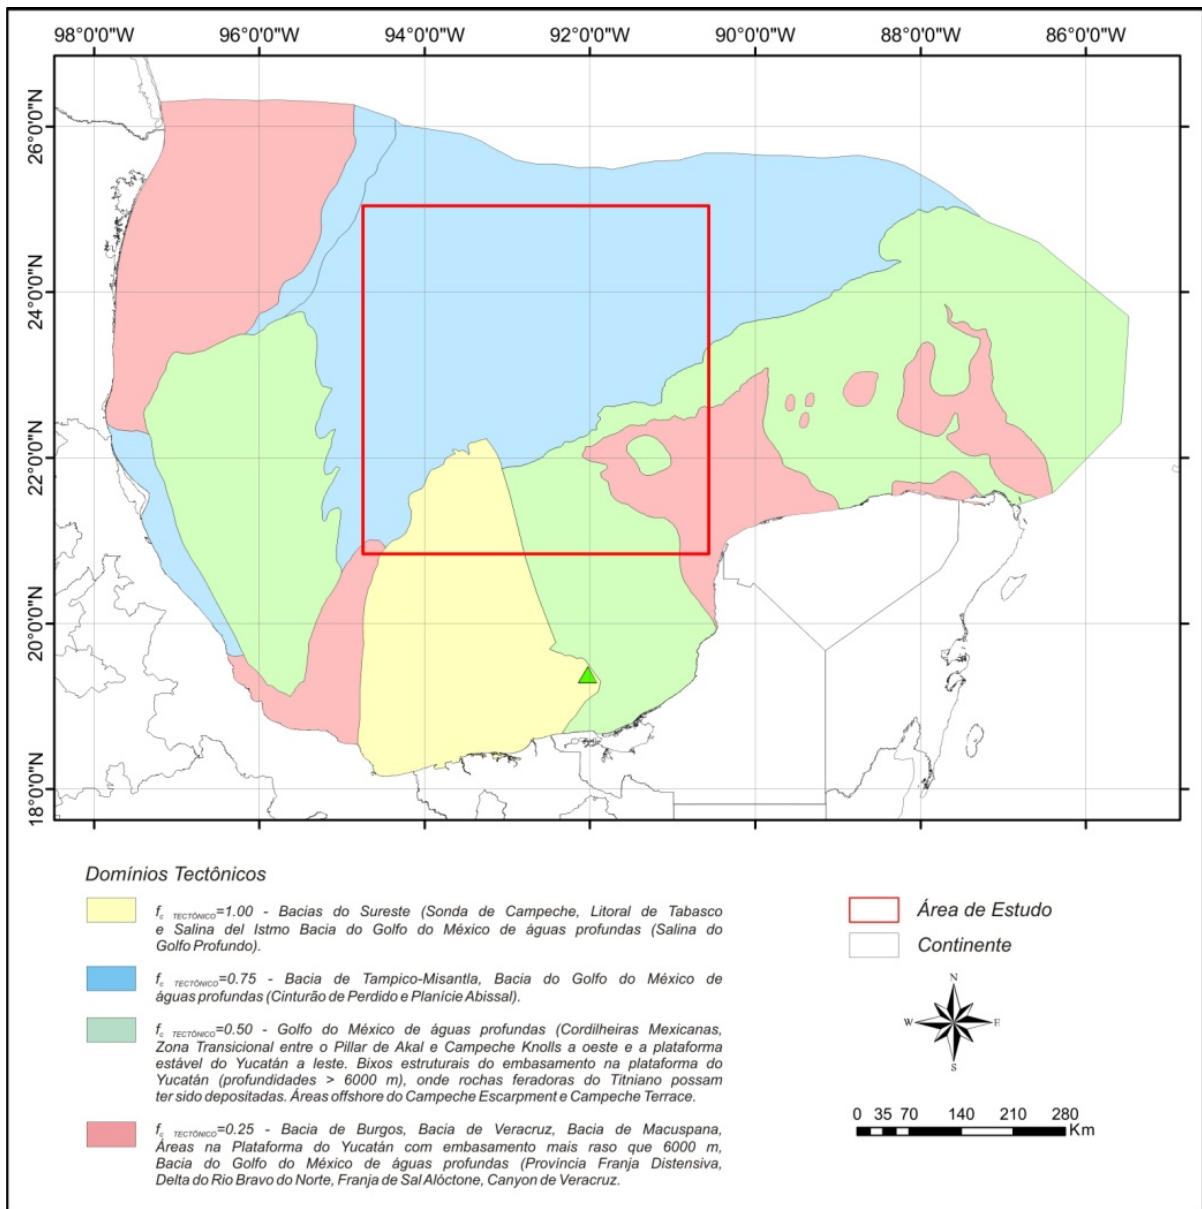 98°0'0"W 96°0'0"W 94°0'0"W 92°0'0"W 90°0'0"W 88°0'0"W 86°0'0"W
26°0'0"N
24°0'0"N
22°0'0"N
20°0'0"N
18°0'0"N
Domínios Tectônicos
f c TECTÔNICO=1.00 - Bacias do Sureste (Sonda de Campeche, Litoral de Tabasco
e Salina del Istmo Bacia do Golfo do México de águas profundas (Salina do
Golfo Profundo).
f c TECTÔNICO=0.75 - Bacia de Tampico-Misantla, Bacia do Golfo do México de
águas profundas (Cinturão de Perdido e Planície Abissal).
f c TECTÔNICO=0.50 - Golfo do México de águas profundas (Cordilheiras Mexicanas,
Zona Transicional entre o Pillar de Akal e Campeche Knolls a oeste e a plataforma
estável do Yucatán a leste. Bixos estruturais do embasamento na plataforma do
Yucatán (profundidades > 6000 m), onde rochas feradoras do Titniano possam
ter sido depositadas. Áreas offshore do Campeche Escarpment e Campeche Terrace.
f c TECTÔNICO=0.25 - Bacia de Burgos, Bacia de Veracruz, Bacia de Macuspana,
Áreas na Plataforma do Yucatán com embasamento mais raso que 6000 m,
Bacia do Golfo do México de águas profundas (Província Franja Distensiva,
Delta do Rio Bravo do Norte, Franja de Sal Alóctone, Canyon de Veracruz.
Área de Estudo
Continente
N
W E
S
0 35 70 140 210 280
Km